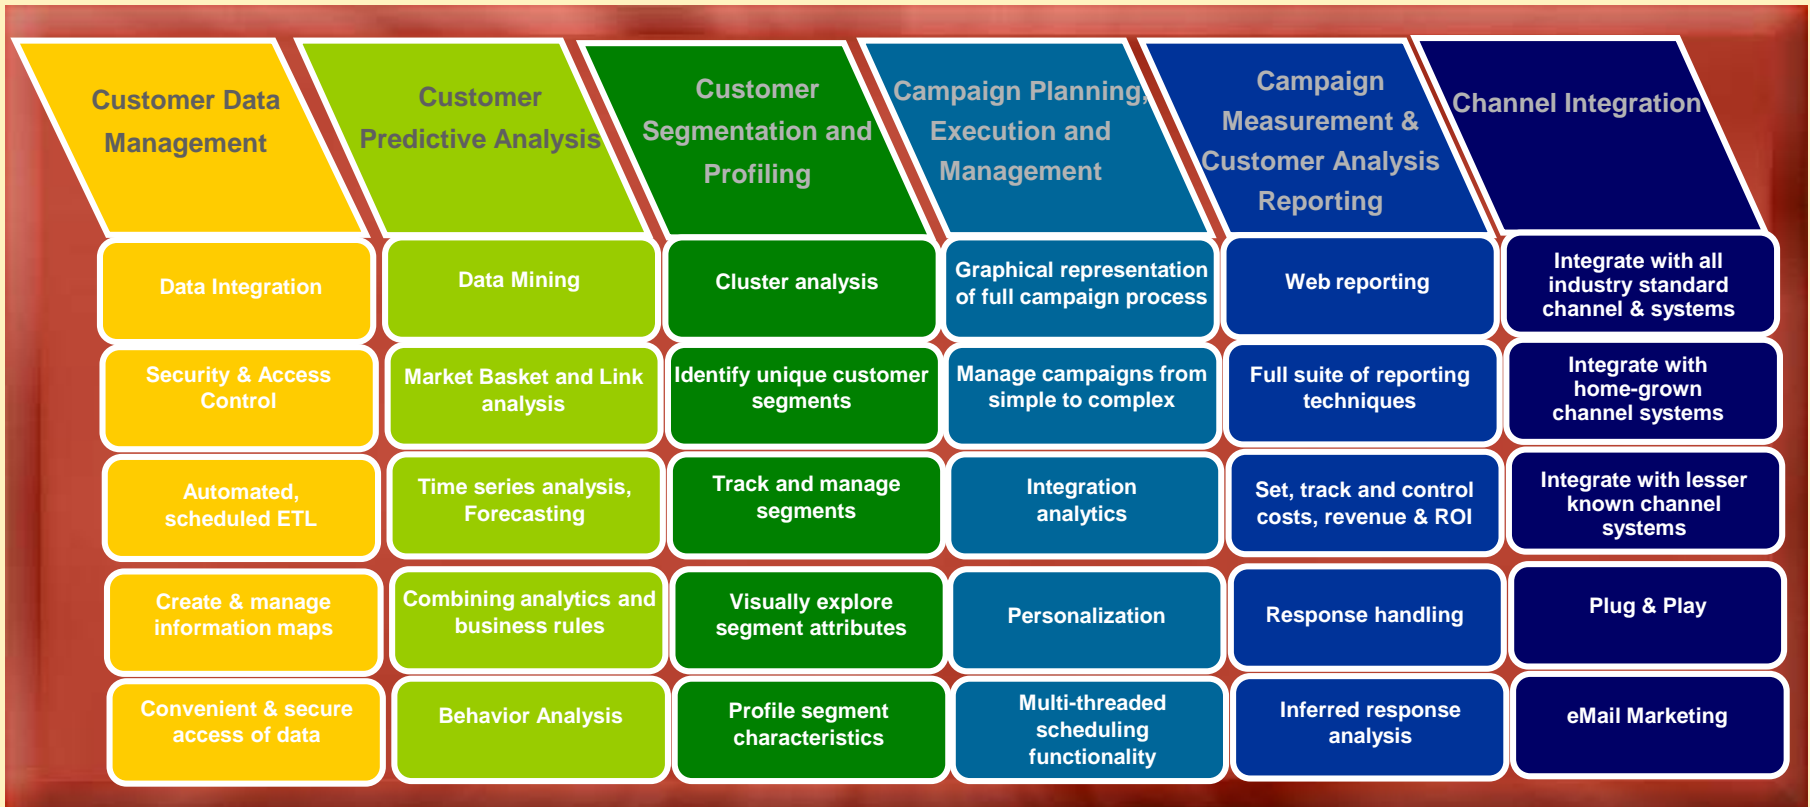 Customer Data
Management
Customer
Predictive Analysis
Customer
Segmentation and
Profiling
Campaign Planning,
Execution and
Management
Campaign
Measurement &
Customer Analysis
Reporting
Channel Integration
Data Integration
Data Mining
Cluster analysis
Graphical representation
of full campaign process
Web reporting
Integrate with all
industry standard
channel & systems
Security & Access
Control
Market Basket and Link
analysis
Identify unique customer
segments
Manage campaigns from
simple to complex
Full suite of reporting
techniques
Integrate with
home-grown
channel systems
Automated,
scheduled ETL
Time series analysis,
Forecasting
Track and manage
segments
Integration
analytics
Set, track and control
costs, revenue & ROI
Integrate with lesser
known channel
systems
Create & manage
information maps
Combining analytics and
business rules
Visually explore
segment attributes
Personalization
Response handling
Plug & Play
Convenient & secure
access of data
Behavior Analysis
Profile segment
characteristics
Multi-threaded
scheduling
functionality
Inferred response
analysis
eMail Marketing